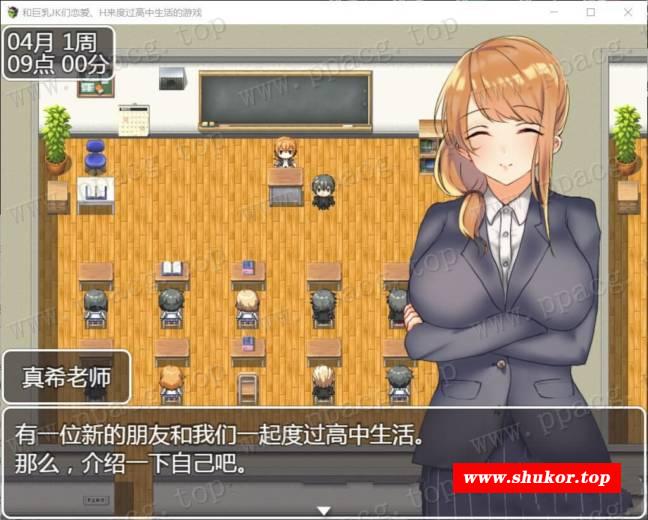 和巨乳JK们恋爱、H来度过高中生活的游戏
04月 1周
09点 00分
www.ppacg.top
真希老师
有一位新的朋友和我们一起度过高中生活。
那么，介绍一下自己吧。
www.shukor.top